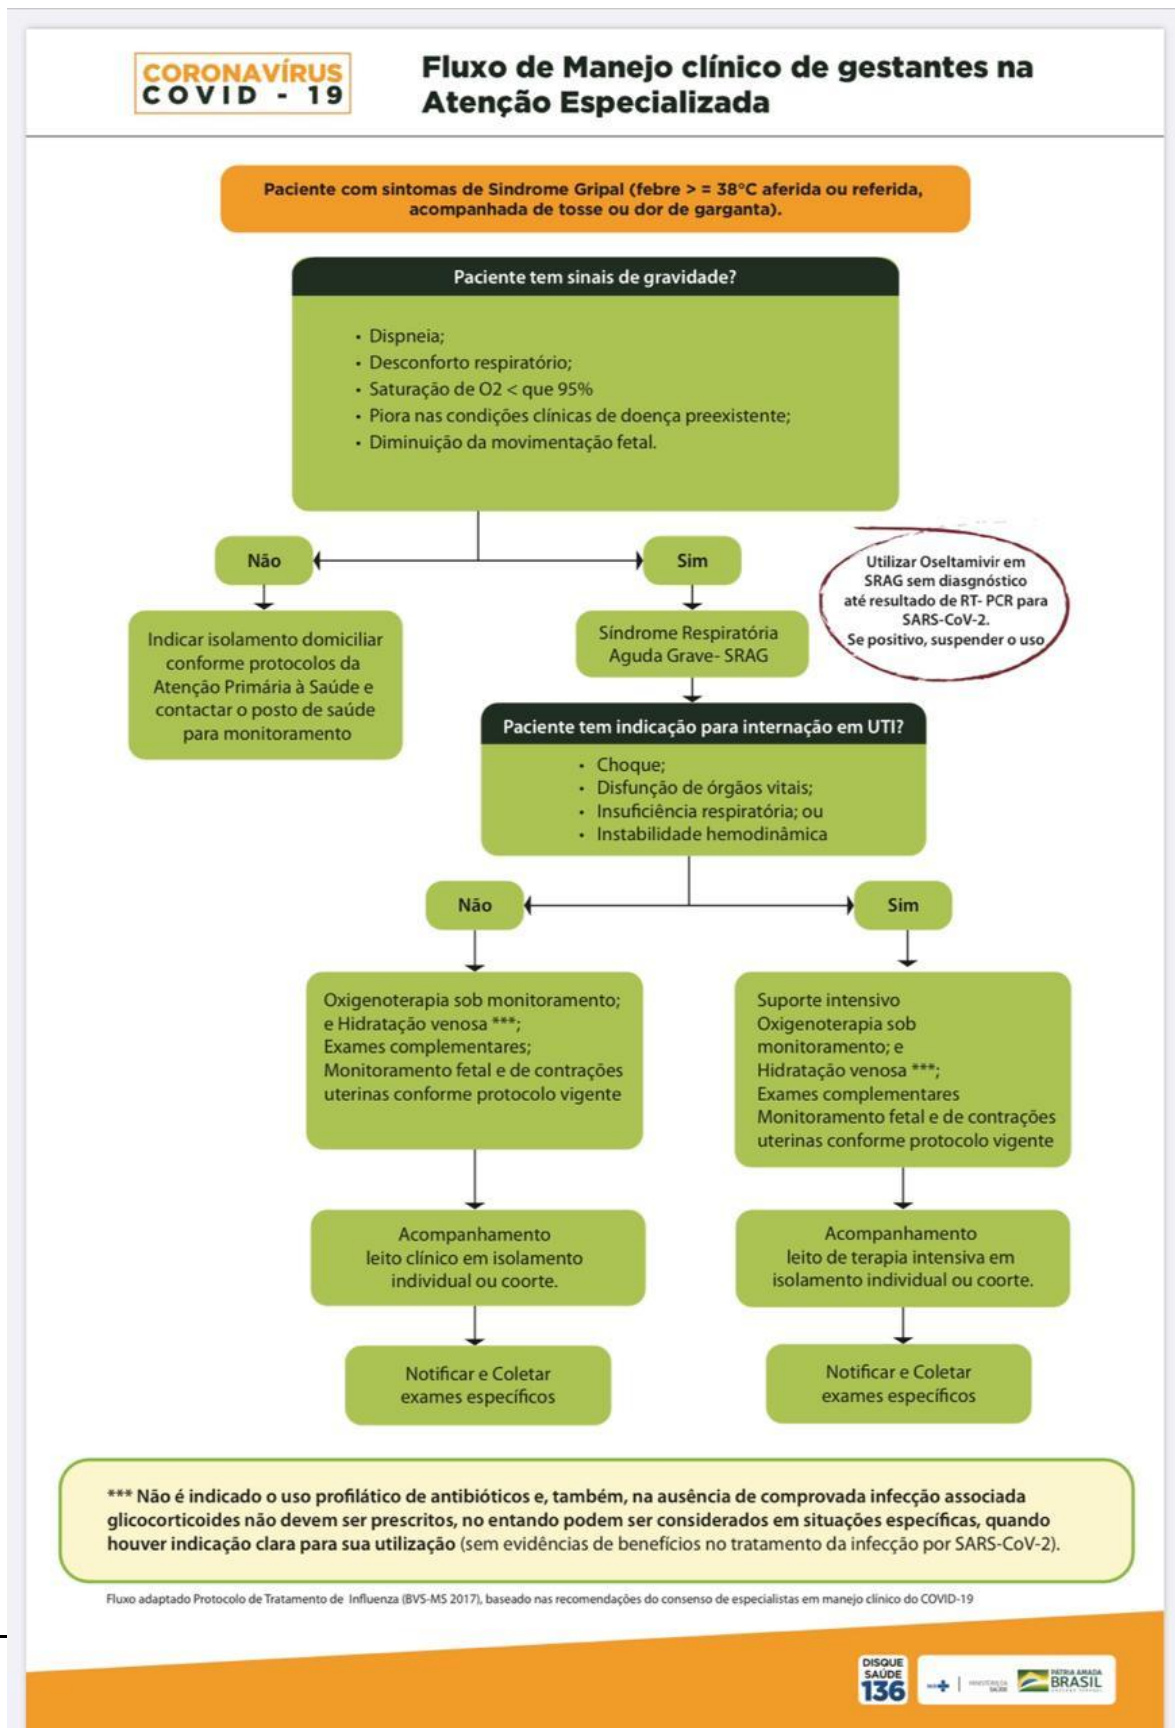 CORONAVÍRUS
COVID - 19
Fluxo de Manejo clínico de gestantes na
Atenção Especializada
Paciente com sintomas de Sindrome Gripal (febre > = 38°C aferida ou referida,
acompanhada de tosse ou dor de garganta).
Paciente tem sinais de gravidade?
• Dispneia;
• Desconforto respiratório;
• Saturação de O2 < que 95%
• Piora nas condições clínicas de doença preexistente;
• Diminuição da movimentação fetal.
Não
Sim
Utilizar Oseltamivir em
SRAG sem diasgnóstico
até resultado de RT- PCR para
SARS-CoV-2.
Se positivo, suspender o uso
Indicar isolamento domiciliar
conforme protocolos da
Atenção Primária à Saúde e
contactar o posto de saúde
para monitoramento
Síndrome Respiratória
Aguda Grave- SRAG
Paciente tem indicação para internação em UTI?
• Choque;
• Disfunção de órgãos vitais;
• Insuficiência respiratória; ou
• Instabilidade hemodinâmica
Não
Sim
Oxigenoterapia sob monitoramento;
e Hidratação venosa ***;
Exames complementares;
Monitoramento fetal e de contrações
uterinas conforme protocolo vigente
Suporte intensivo
Oxigenoterapia sob
monitoramento; e
Hidratação venosa ***;
Exames complementares
Monitoramento fetal e de contrações
uterinas conforme protocolo vigente
Acompanhamento
leito clínico em isolamento
individual ou coorte.
Acompanhamento
leito de terapia intensiva em
isolamento individual ou coorte.
Notificar e Coletar
exames específicos
Notificar e Coletar
exames específicos
*** Não é indicado o uso profilático de antibióticos e, também, na ausência de comprovada infecção associada
glicocorticoides não devem ser prescritos, no entando podem ser considerados em situações específicas, quando
houver indicação clara para sua utilização (sem evidências de benefícios no tratamento da infecção por SARS-CoV-2).
Fluxo adaptado Protocolo de Tratamento de Influenza (BVS-MS 2017), baseado nas recomendações do consenso de especialistas em manejo clínico do COVID-19
DISQUE
SAÚDE
136
MINISTÉRIO DA
SAÚDE
PÁTRIA AMADA
BRASIL